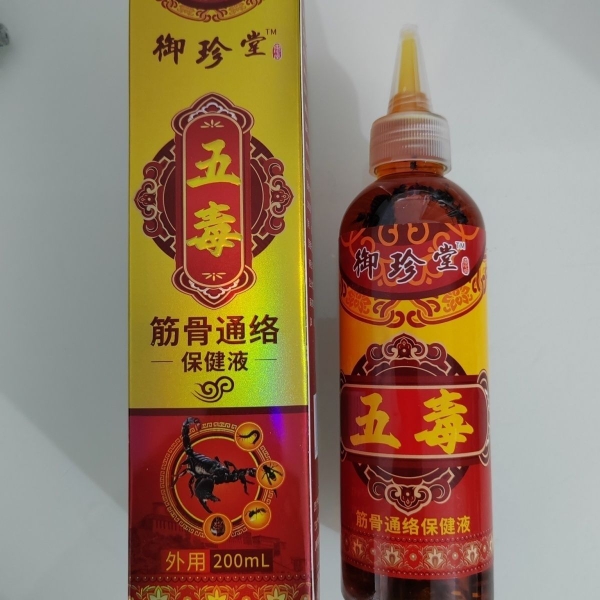 御珍堂™
五毒
筋骨通络
保健液
外用 200mL
御珍堂™
五毒
筋骨通络保健液